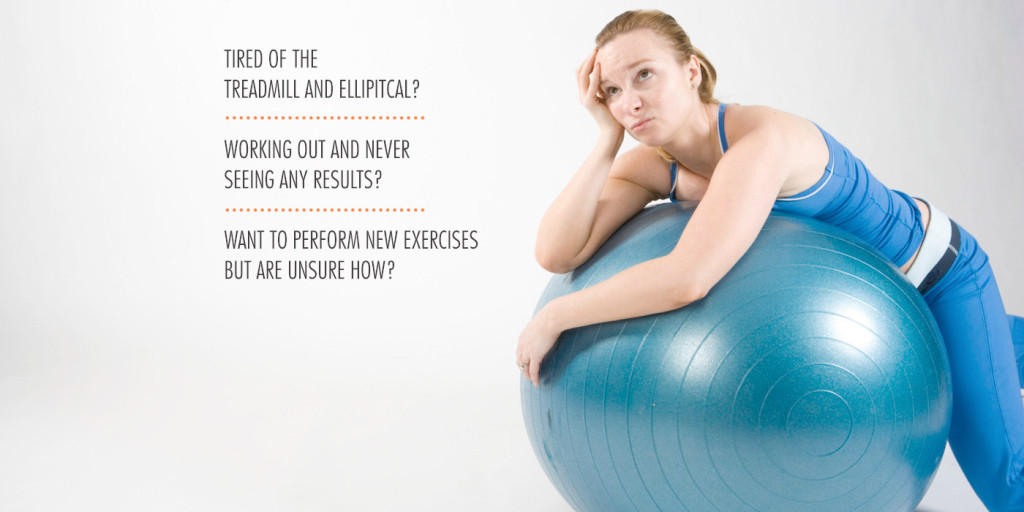 TIRED OF THE
TREADMILL AND ELLIPITCAL?
WORKING OUT AND NEVER
SEEING ANY RESULTS?
WANT TO PERFORM NEW EXERCISES
BUT ARE UNSURE HOW?